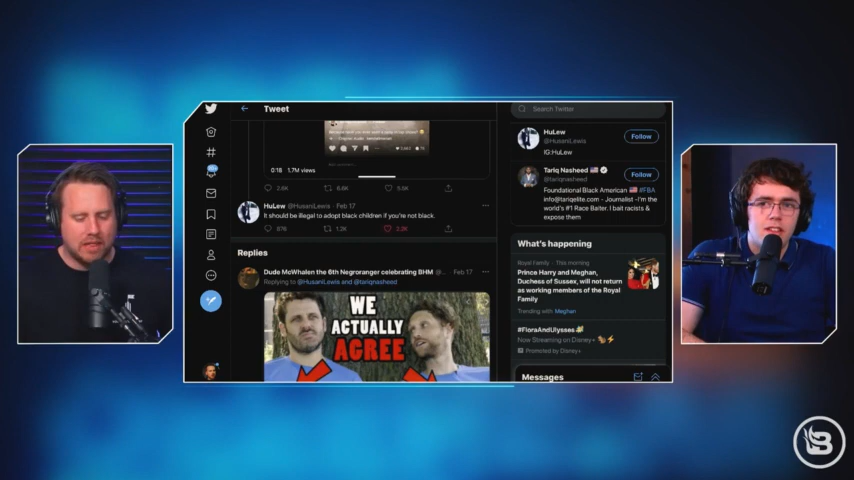 Tweet
Search Twitter
0:18 1.7M views
2.6K 6.6K 5.5K
HuLew @HusaniLewis · Feb 17
It should be illegal to adopt black children if you're not black.
876 1.2K 2.2K
Replies
Dude McWhalen the 6th Negroranger celebrating BHM @.. · Feb 17
Replying to @HusaniLewis and @tariqnasheed
WE
ACTUALLY
AGREE
HuLew
@HusaniLewis
Follow
IG:HuLew
Tariq Nasheed
@tariqnasheed
Follow
Foundational Black American #FBA
info@tariqelite.com - Journalist -I'm the
world's #1 Race Baiter. I bait racists &
expose them
What's happening
Royal Family · This morning
Prince Harry and Meghan,
Duchess of Sussex, will not return
as working members of the Royal
Family
Trending with Meghan
#FloraAndUlysses
Now Streaming on Disney+
Promoted by Disney+
Messages
B